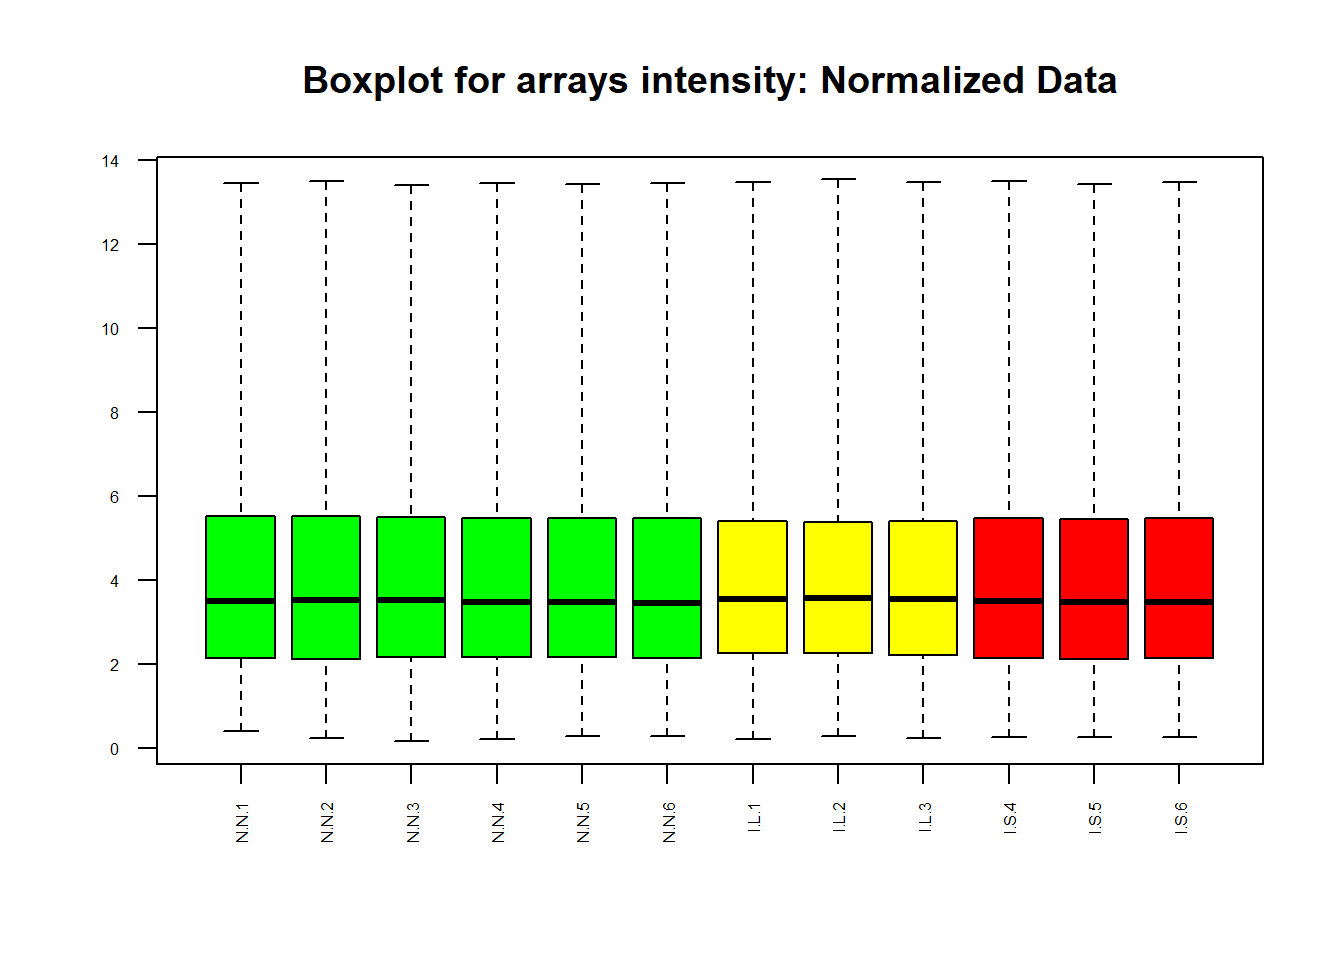 Boxplot for arrays intensity: Normalized Data
14
12
10
8
6
4
2
0
N.N.1
N.N.2
N.N.3
N.N.4
N.N.5
N.N.6
I.L.1
I.L.2
I.L.3
I.S.4
I.S.5
I.S.6